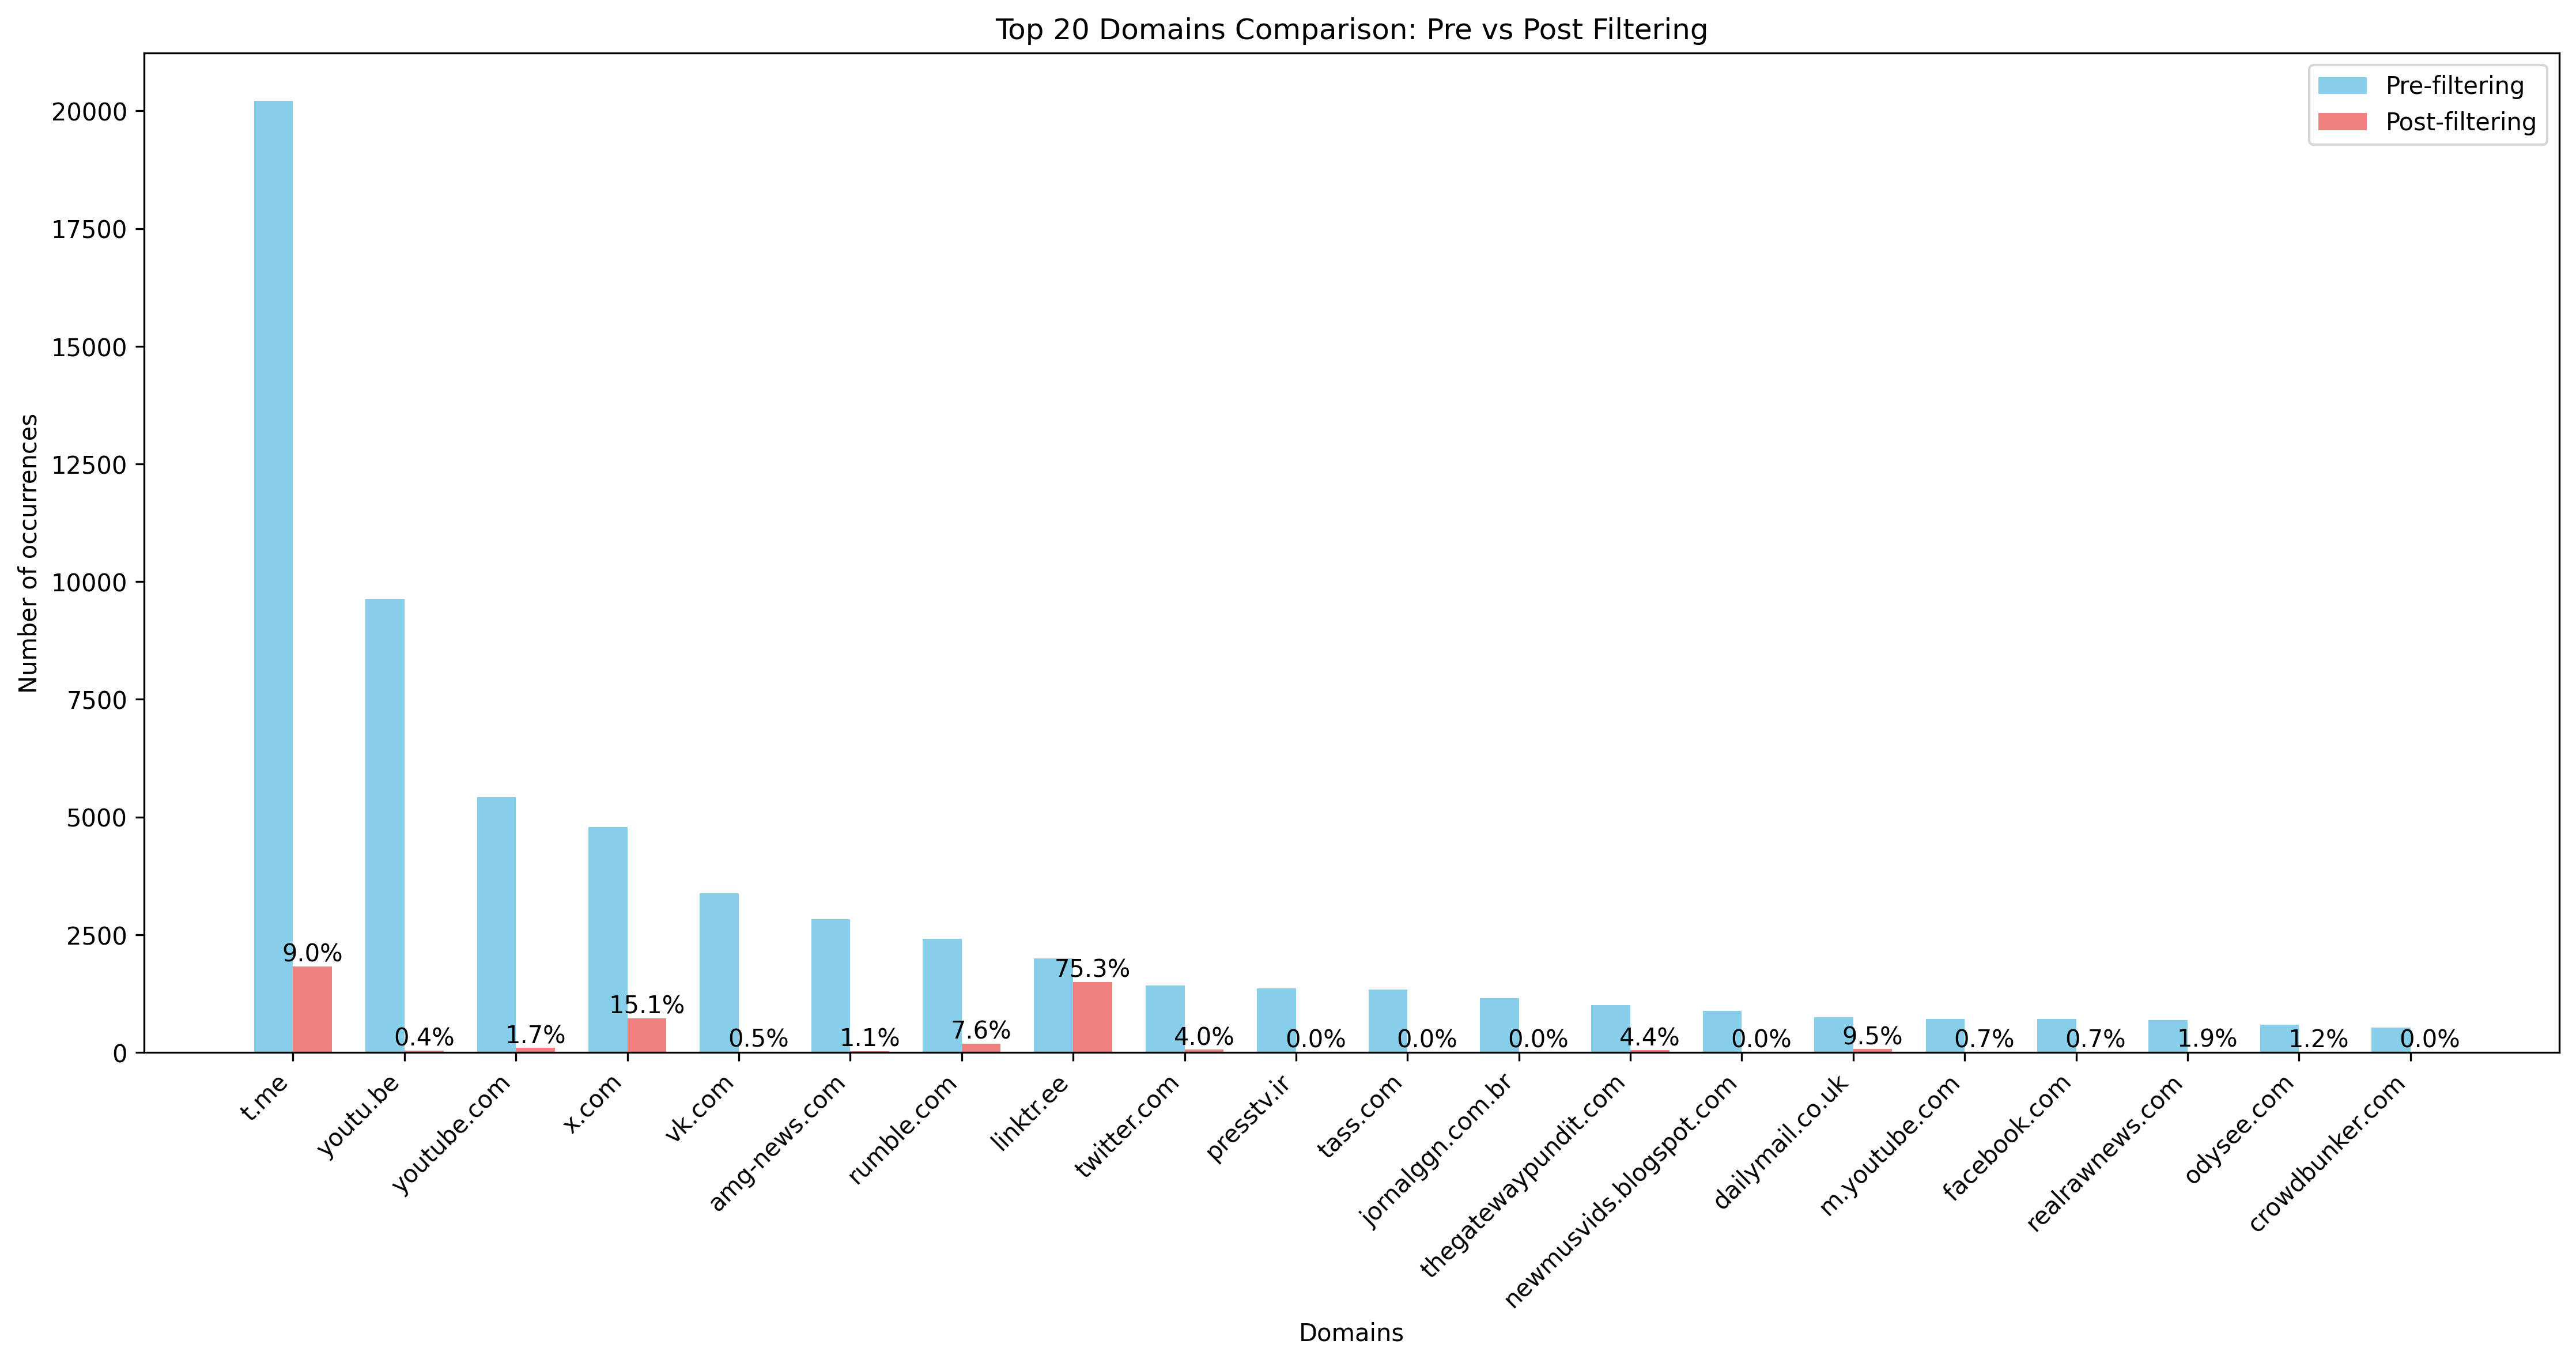 Top 20 Domains Comparison: Pre vs Post Filtering
Pre-filtering
Post-filtering
Number of occurrences
20000
17500
15000
12500
10000
7500
5000
2500
0
9.0%
0.4%
1.7%
15.1%
0.5%
1.1%
7.6%
75.3%
4.0%
0.0%
0.0%
0.0%
4.4%
0.0%
9.5%
0.7%
0.7%
1.9%
1.2%
0.0%
t.me
youtu.be
youtube.com
x.com
vk.com
amg-news.com
rumble.com
linktr.ee
twitter.com
presstv.ir
tass.com
jornalggn.com.br
thegatewaypundit.com
newmusvids.blogspot.com
dailymail.co.uk
m.youtube.com
facebook.com
realrawnews.com
odysee.com
crowdbunker.com
Domains